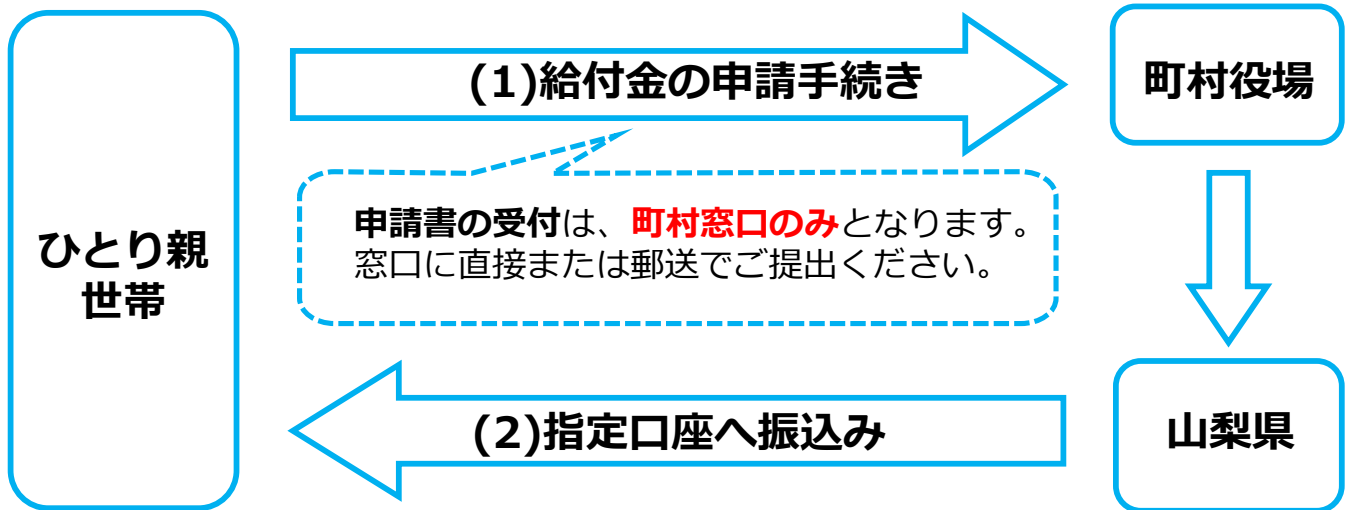 ひとり親
世帯
(1)給付金の申請手続き
町村役場
申請書の受付は、町村窓口のみとなります。
窓口に直接または郵送でご提出ください。
(2)指定口座へ振込み
山梨県